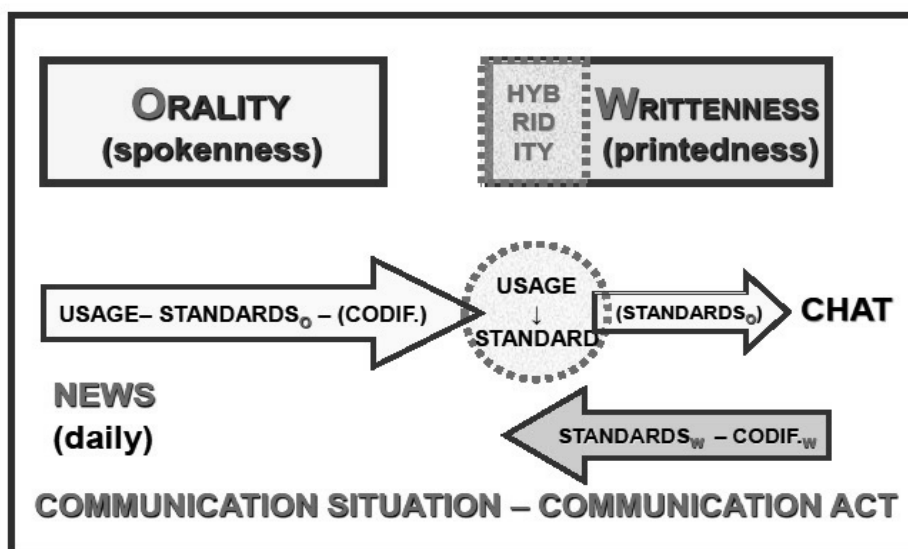 ORALITY
(spokenness)
HYB
RID
ITY
WRITTENNESS
(printedness)
USAGE– STANDARDSO – (CODIF.)
USAGE
↓
STANDARD
(STANDARDSO)
CHAT
NEWS
(daily)
STANDARDSW – CODIF.W
COMMUNICATION SITUATION – COMMUNICATION ACT